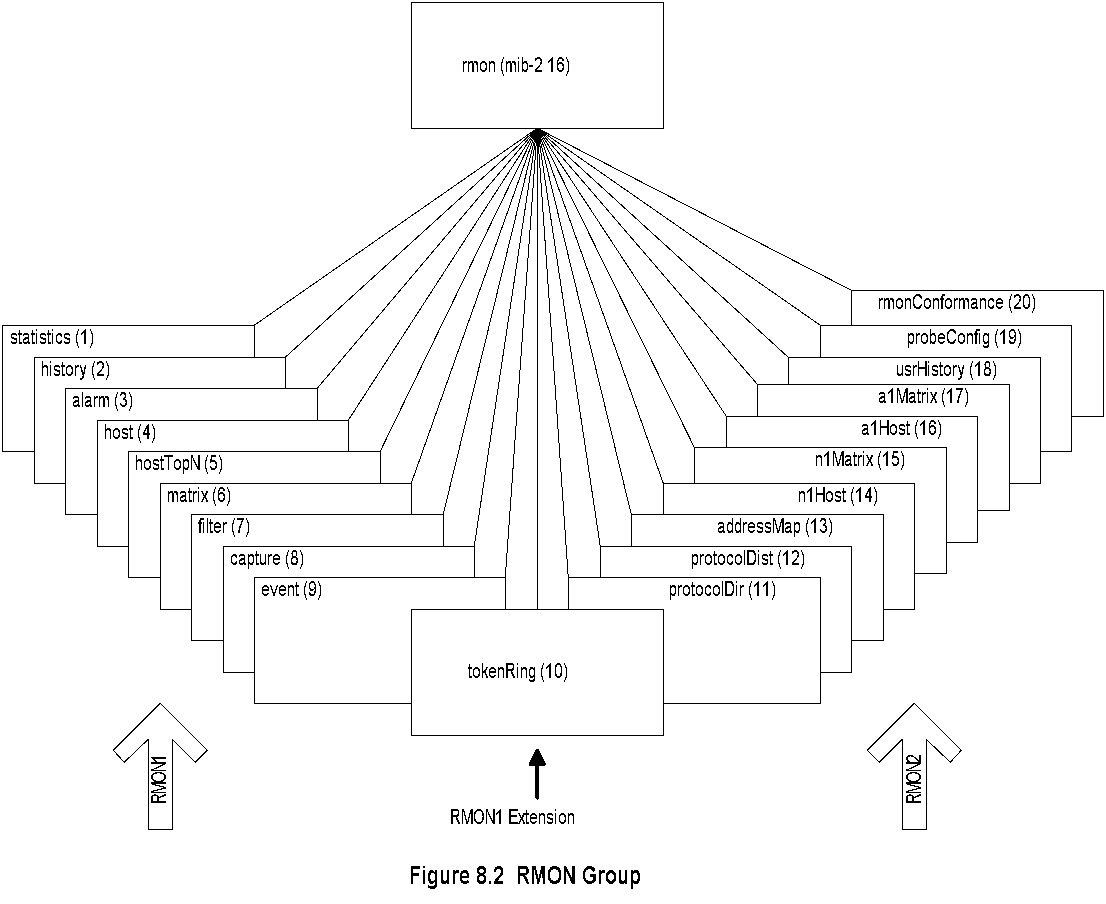 rmon (mib-2 16)
rmonConformance (20)
statistics (1)
probeConfig (19)
history (2)
usrHistory (18)
alarm (3)
a1Matrix (17)
host (4)
a1Host (16)
hostTopN (5)
n1Matrix (15)
matrix (6)
n1Host (14)
filter (7)
addressMap (13)
capture (8)
protocolDist (12)
event (9)
protocolDir (11)
tokenRing (10)
RMON1
RMON2
RMON1 Extension
Figure 8.2 RMON Group